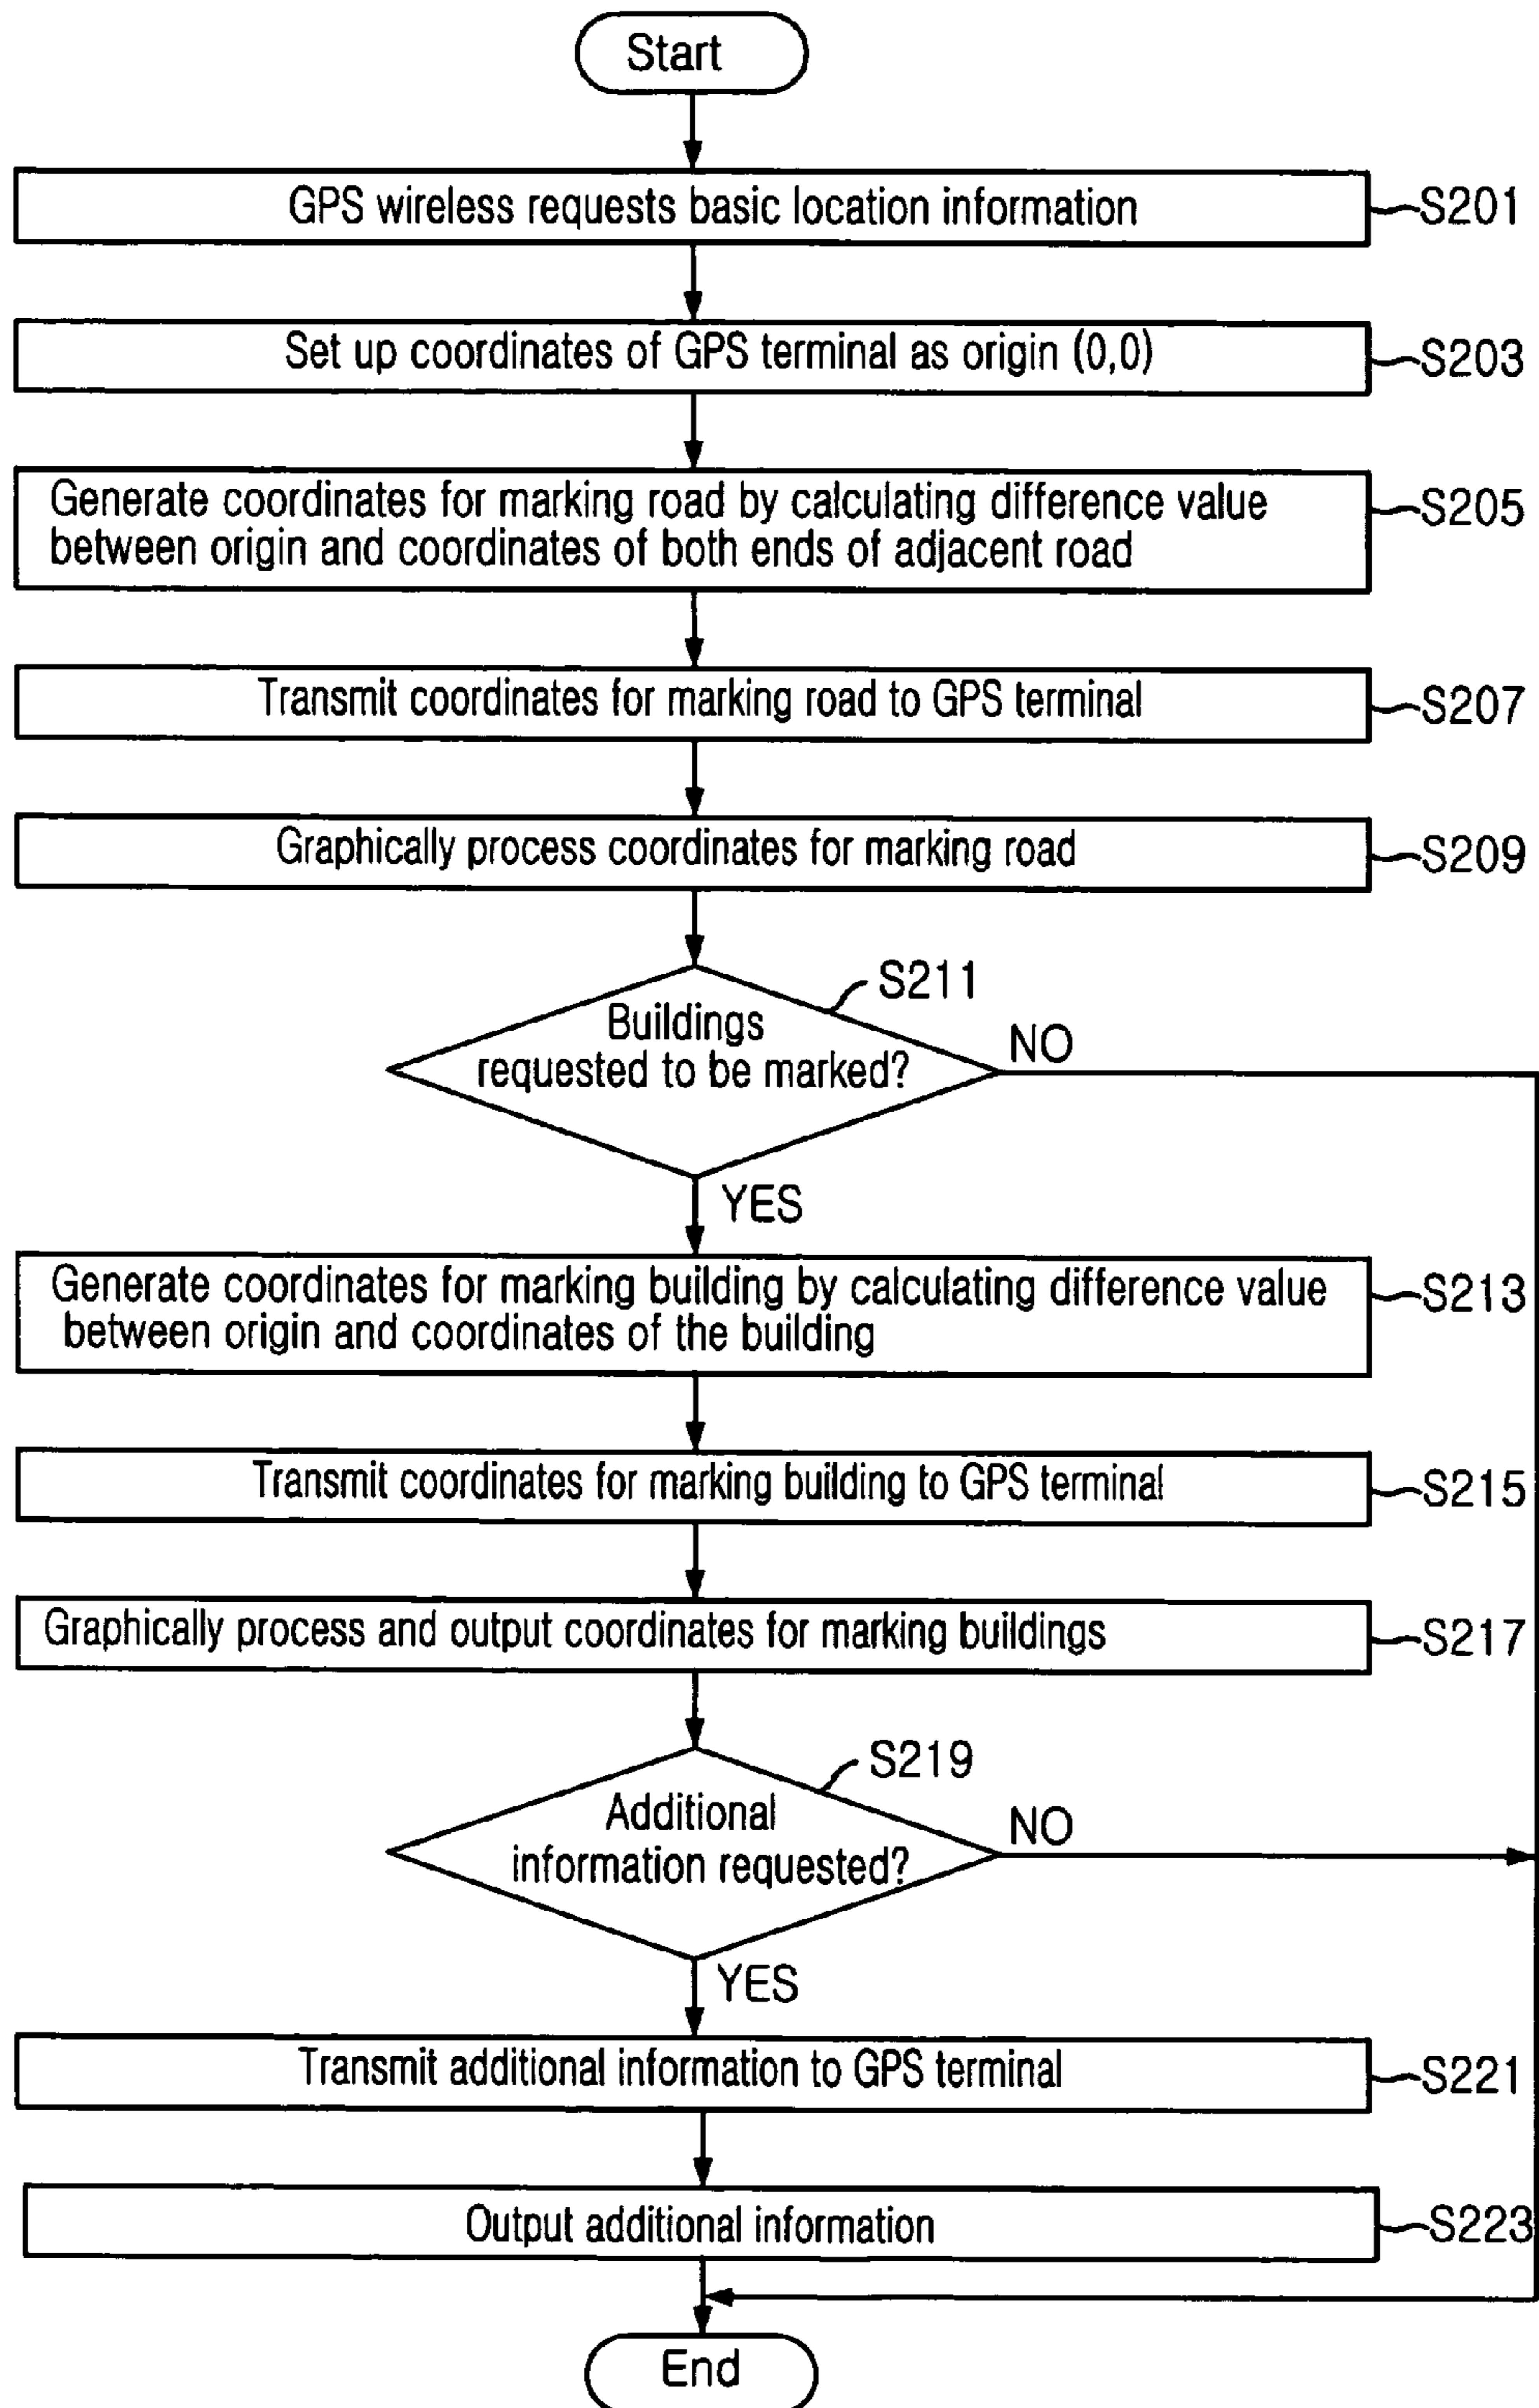 Start
GPS wireless requests basic location information
S201
Set up coordinates of GPS terminal as origin (0,0)
S203
Generate coordinates for marking road by calculating difference value
between origin and coordinates of both ends of adjacent road
S205
Transmit coordinates for marking road to GPS terminal
S207
Graphically process coordinates for marking road
S209
S211
Buildings
requested to be marked?
NO
YES
Generate coordinates for marking building by calculating difference value
between origin and coordinates of the building
S213
Transmit coordinates for marking building to GPS terminal
S215
Graphically process and output coordinates for marking buildings
S217
S219
Additional
information requested?
NO
YES
Transmit additional information to GPS terminal
S221
Output additional information
S223
End